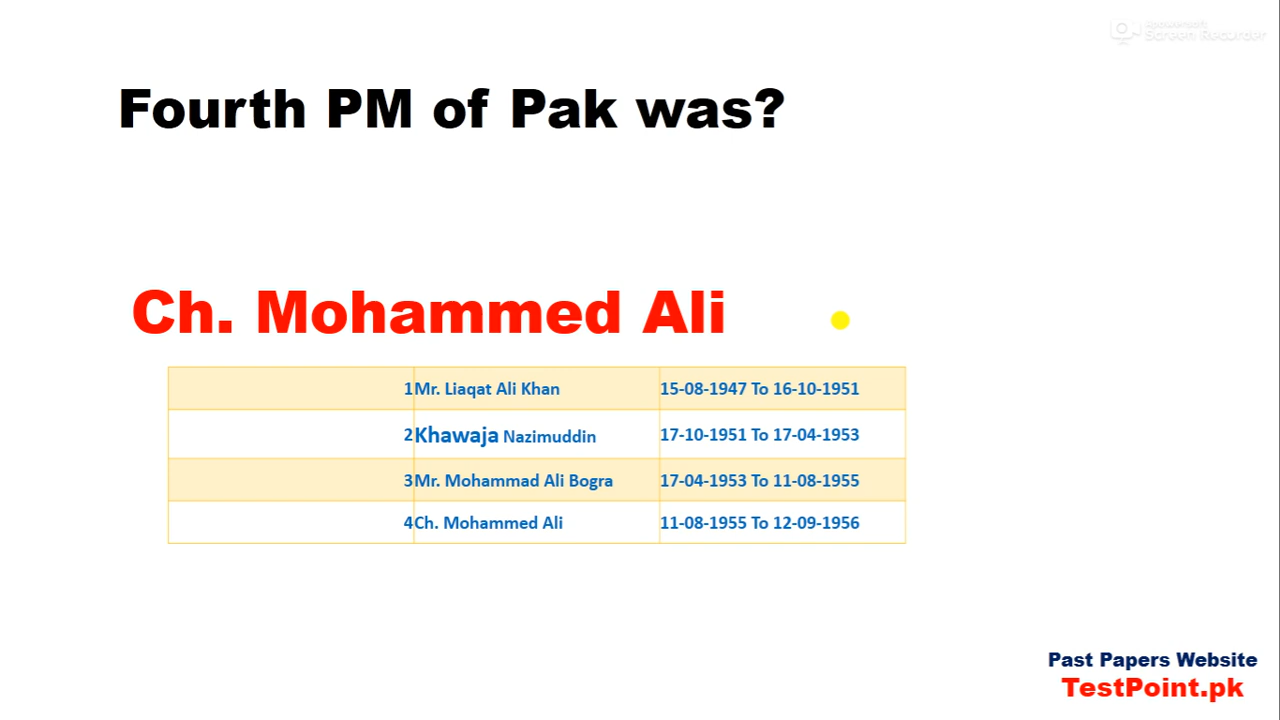 Apowersoft
Screen Recorder
Fourth PM of Pak was?
Ch. Mohammed Ali
1 Mr. Liaqat Ali Khan 15-08-1947 To 16-10-1951
2 Khawaja Nazimuddin 17-10-1951 To 17-04-1953
3 Mr. Mohammad Ali Bogra 17-04-1953 To 11-08-1955
4 Ch. Mohammed Ali 11-08-1955 To 12-09-1956
Past Papers Website
TestPoint.pk